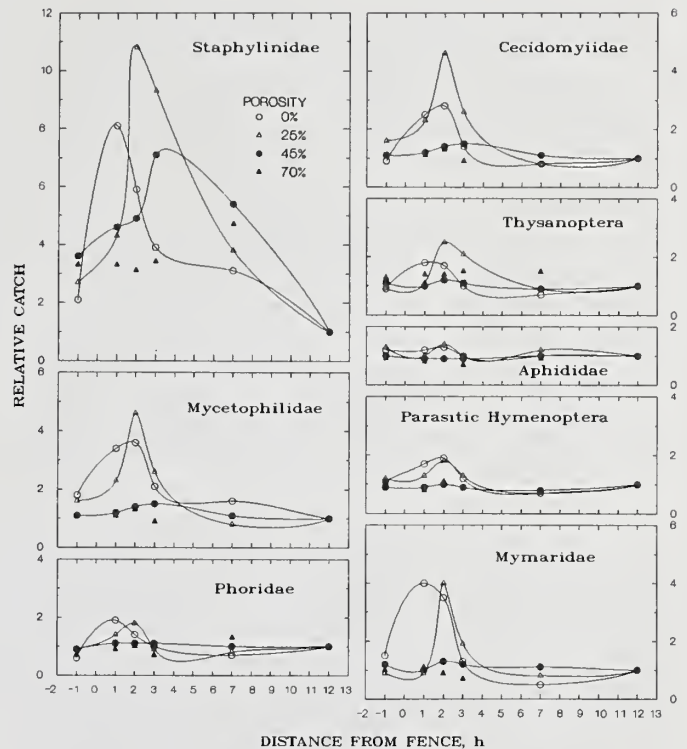 12
10
8
6
4
2
0
Staphylinidae
POROSITY
0%
25%
45%
70%
RELATIVE CATCH
6
4
2
0
Mycetophilidae
4
2
0
Phoridae
-2 -1 0 1 2 3 4 5 6 7 8 9 10 11 12 13
Cecidomyiidae
6
4
2
0
Thysanoptera
4
2
0
Aphididae
2
0
Parasitic Hymenoptera
4
2
0
Mymaridae
6
4
2
0
-2 -1 0 1 2 3 4 5 6 7 8 9 10 11 12 13
DISTANCE FROM FENCE, h